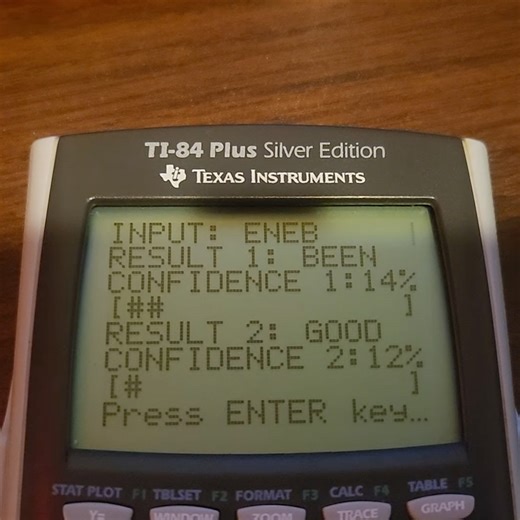 TI-84 Plus Silver Edition
TEXAS INSTRUMENTS
INPUT: ENEB
RESULT 1: BEEN
CONFIDENCE 1:14%
[## ]
RESULT 2: GOOD
CONFIDENCE 2:12%
[# ]
Press ENTER key...
STAT PLOT F1 TBLSET F2 FORMAT F3 CALC F4 TABLE F5
Y= WINDOW ZOOM TRACE GRAPH